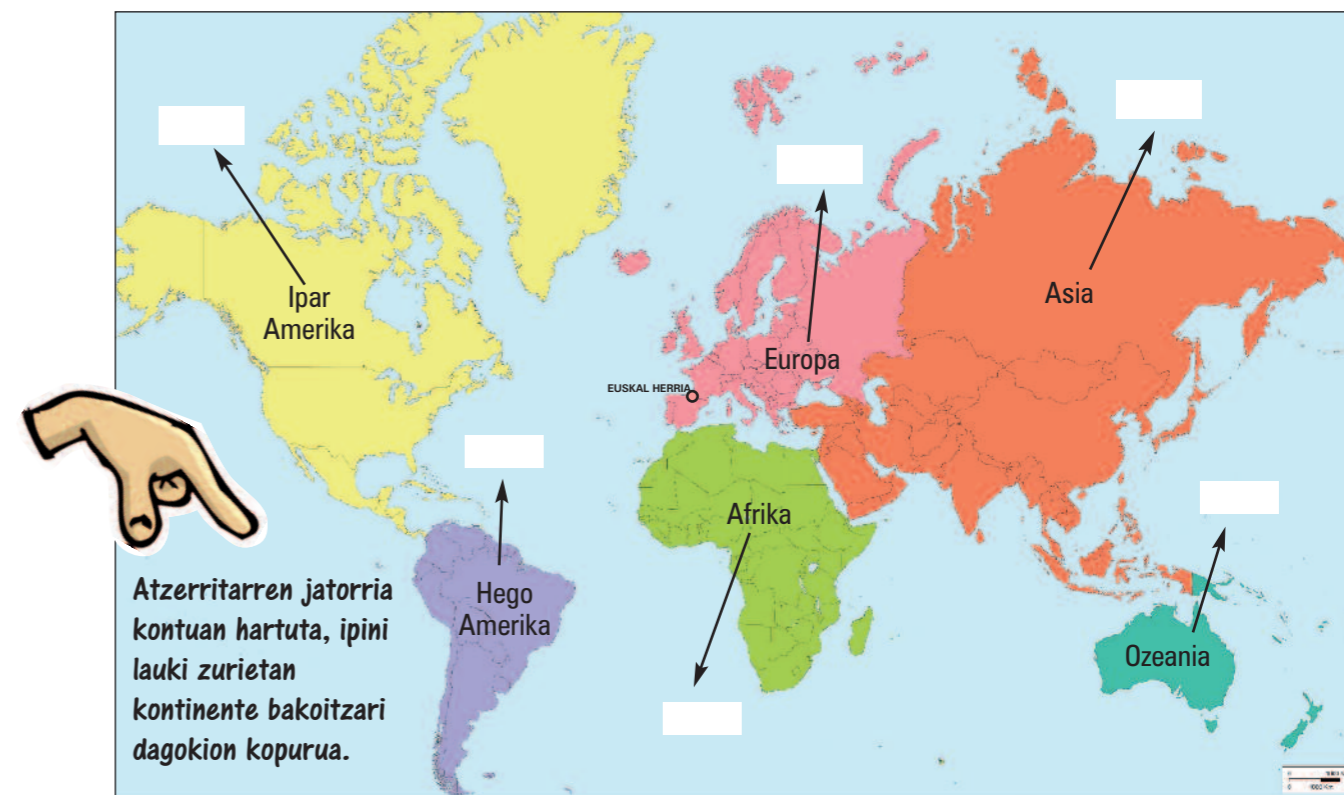 Ipar
Amerika
Europa
Asia
EUSKAL HERRIA
Afrika
Hego
Amerika
Ozeania
Atzerritarren jatorria
kontuan hartuta, ipini
lauki zurietan
kontinente bakoitzari
dagokion kopurua.